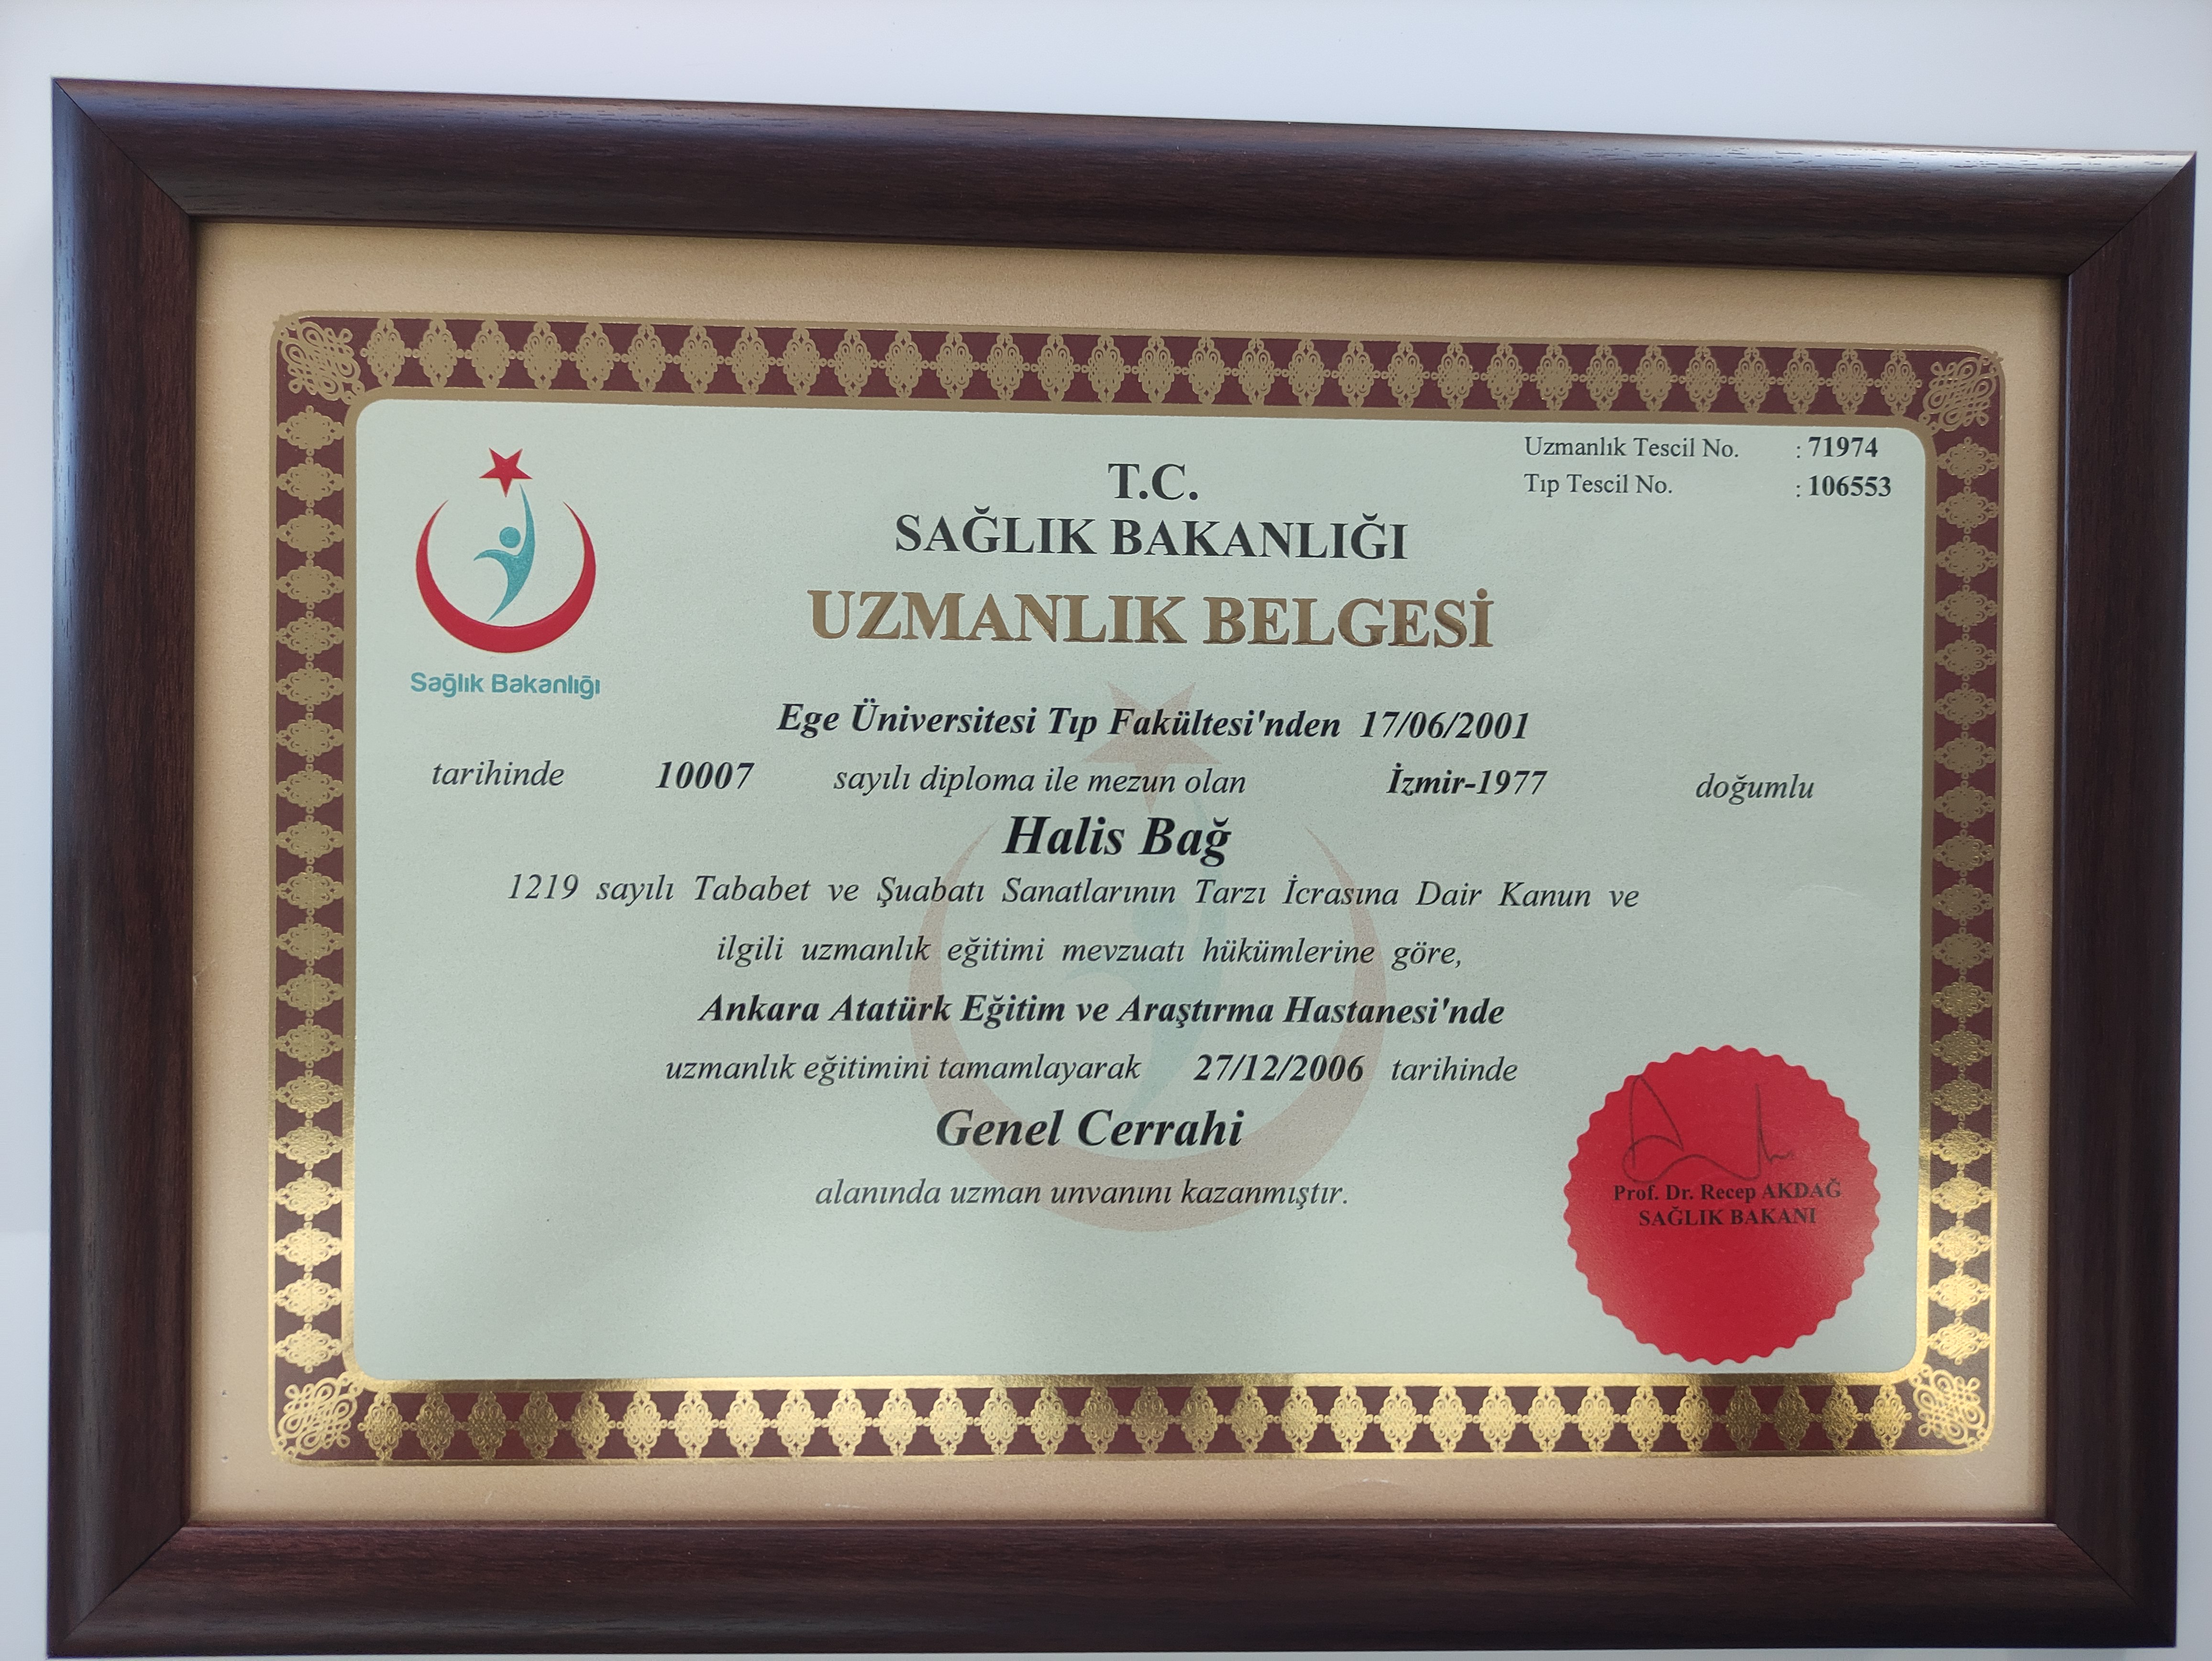 Uzmanlık Tescil No. : 71974
Tıp Tescil No. : 106553
T.C.
SAĞLIK BAKANLIĞI
UZMANLIK BELGESİ
Sağlık Bakanlığı
Ege Üniversitesi Tıp Fakültesi'nden 17/06/2001
tarihinde 10007 sayılı diploma ile mezun olan İzmir-1977 doğumlu
Halis Bağ
1219 sayılı Tababet ve Şuabatı Sanatlarının Tarzı İcrasına Dair Kanun ve
ilgili uzmanlık eğitimi mevzuatı hükümlerine göre,
Ankara Atatürk Eğitim ve Araştırma Hastanesi'nde
uzmanlık eğitimini tamamlayarak 27/12/2006 tarihinde
Genel Cerrahi
alanında uzman unvanını kazanmıştır.
Prof. Dr. Recep AKDAĞ
SAĞLIK BAKANI